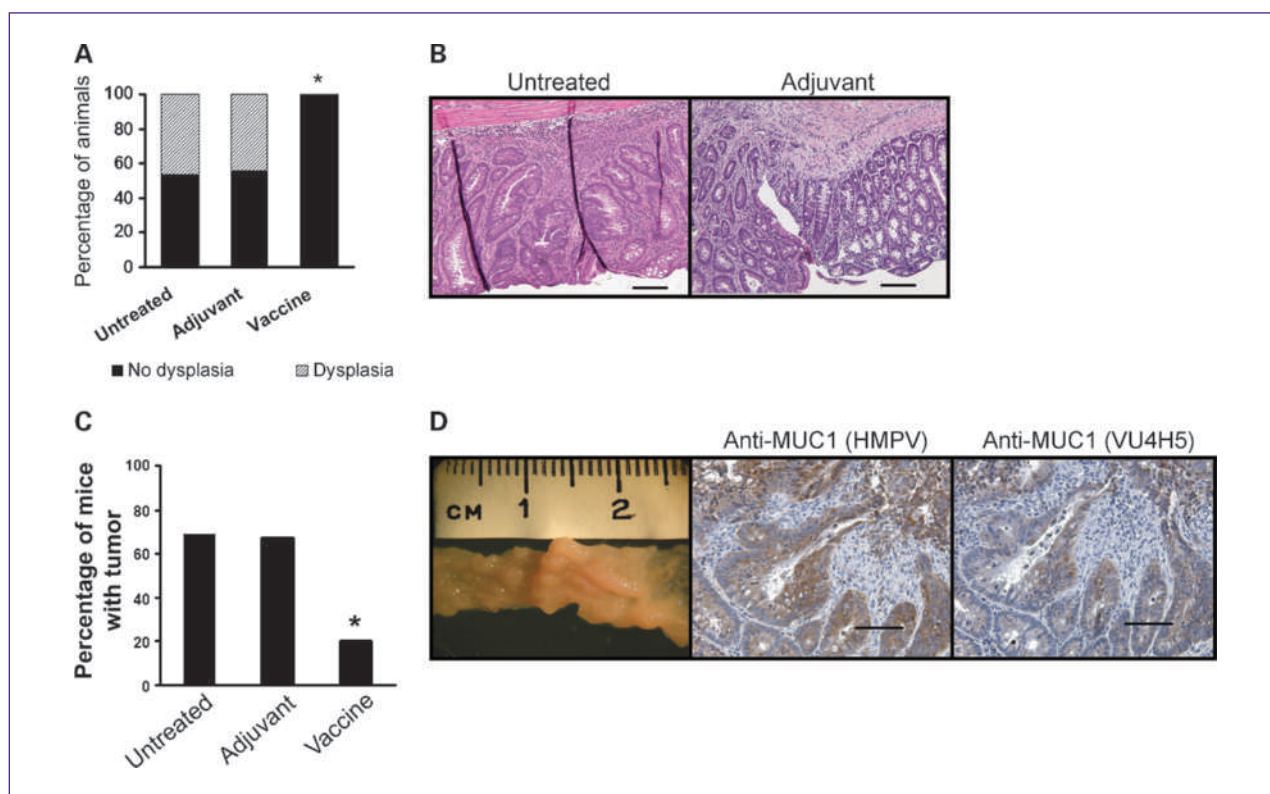 A
Percentage of animals
100
80
60
40
20
0
*
Untreated
Adjuvant
Vaccine
No dysplasia
Dysplasia
B
Untreated
Adjuvant
C
Percentage of mice
with tumor
100
80
60
40
20
0
*
Untreated
Adjuvant
Vaccine
D
CM 1 2
Anti-MUC1 (HMPV)
Anti-MUC1 (VU4H5)